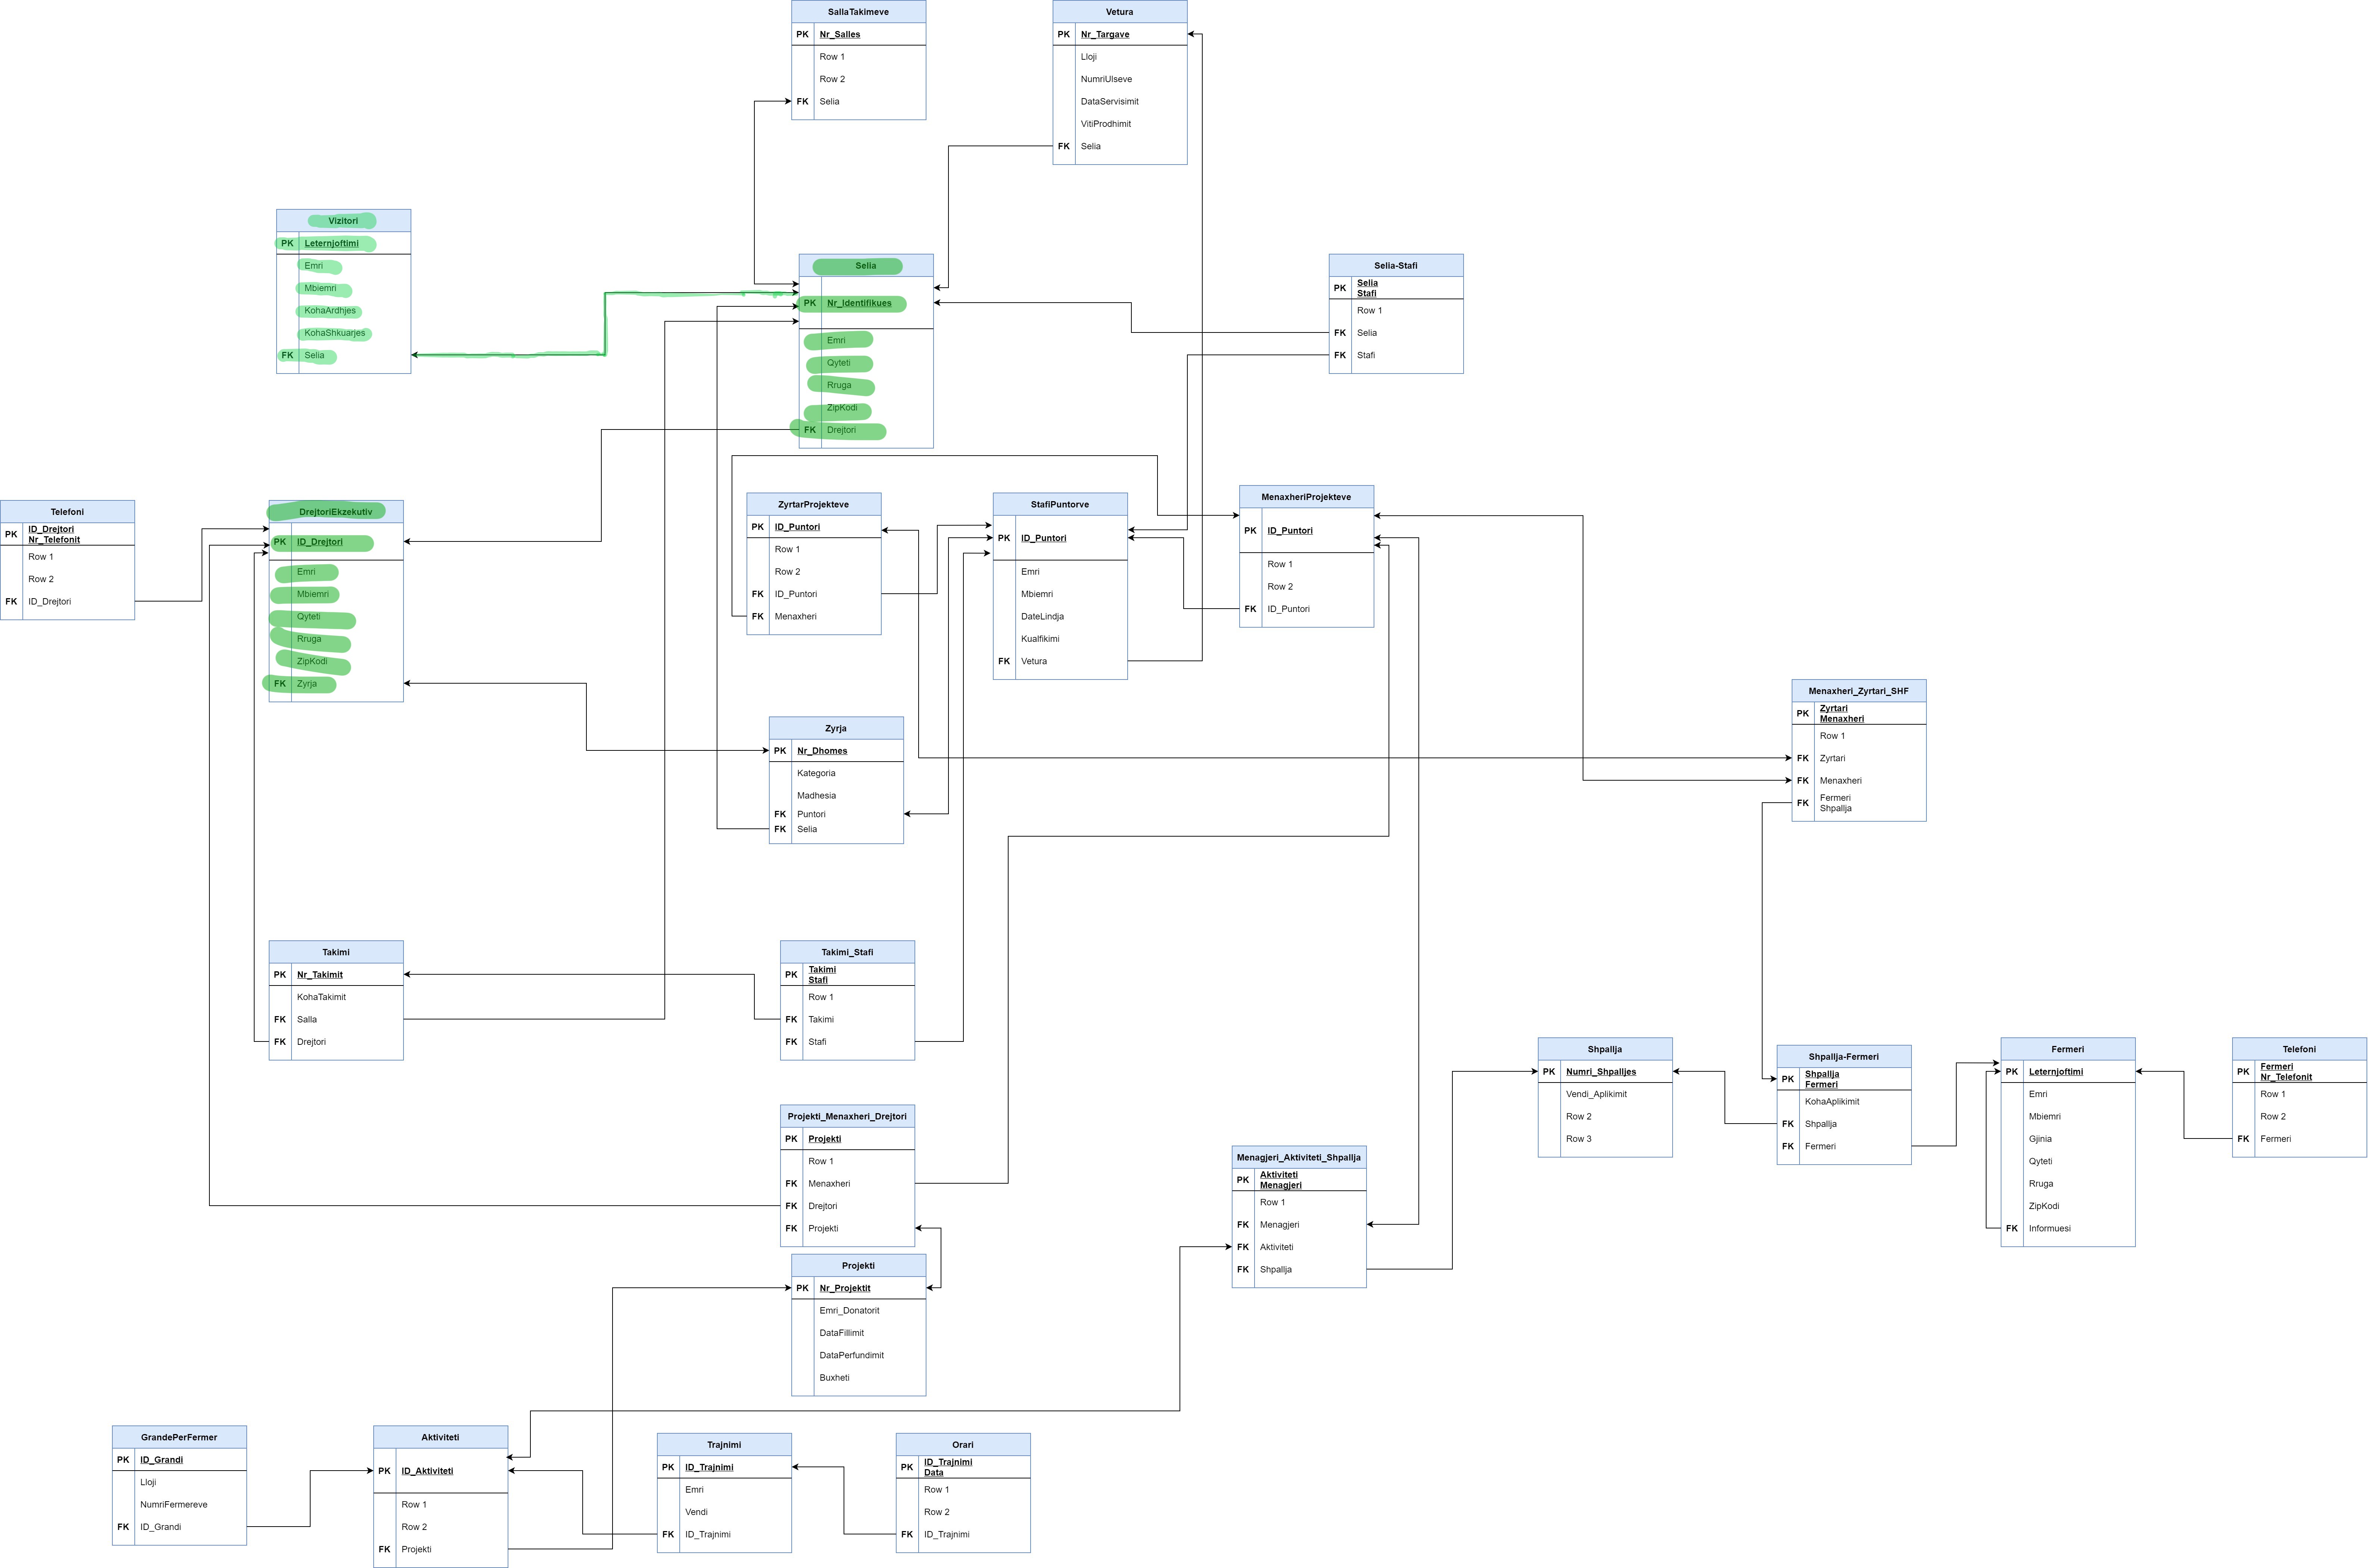 SallaTakimeve
PK Nr_Salles
Row 1
Row 2
FK Selia
Vetura
PK Nr_Targave
Lloji
NumriUlseve
DataServisimit
VitiProdhimit
FK Selia
Vizitori
PK Leternjoftimi
Emri
Mbiemri
KohaArdhjes
KohaShkuarjes
FK Selia
Selia
PK Nr_Identifikues
Emri
Qyteti
Rruga
ZipKodi
FK Drejtori
Selia-Stafi
PK Selia
Stafi
Row 1
FK Selia
FK Stafi
Telefoni
PK ID_Drejtori
Nr_Telefonit
Row 1
Row 2
FK ID_Drejtori
DrejtoriEkzekutiv
PK ID_Drejtori
Emri
Mbiemri
Qyteti
Rruga
ZipKodi
FK Zyrja
ZyrtarProjekteve
PK ID_Puntori
Row 1
Row 2
FK ID_Puntori
FK Menaxheri
StafiPuntorve
PK ID_Puntori
Emri
Mbiemri
DateLindja
Kualfikimi
FK Vetura
MenaxheriProjekteve
PK ID_Puntori
Row 1
Row 2
FK ID_Puntori
Menaxheri_Zyrtari_SHF
PK Zyrtari
Menaxheri
Row 1
FK Zyrtari
FK Menaxheri
FK Fermeri
Shpallja
Zyrja
PK Nr_Dhomes
Kategoria
Madhesia
FK Puntori
FK Selia
Takimi
PK Nr_Takimit
KohaTakimit
FK Salla
FK Drejtori
Takimi_Stafi
PK Takimi
Stafi
Row 1
FK Takimi
FK Stafi
Shpallja
PK Numri_Shpalljes
Vendi_Aplikimit
Row 2
Row 3
Shpallja-Fermeri
PK Shpallja
Fermeri
KohaAplikimit
FK Shpallja
FK Fermeri
Fermeri
PK Leternjoftimi
Emri
Mbiemri
Gjinia
Qyteti
Rruga
ZipKodi
FK Informuesi
Telefoni
PK Fermeri
Nr_Telefonit
Row 1
Row 2
FK Fermeri
Projekti_Menaxheri_Drejtori
PK Projekti
Row 1
FK Menaxheri
FK Drejtori
FK Projekti
Menagjeri_Aktiviteti_Shpallja
PK Aktiviteti
Menagjeri
Row 1
FK Menagjeri
FK Aktiviteti
FK Shpallja
Projekti
PK Nr_Projektit
Emri_Donatorit
DataFillimit
DataPerfundimit
Buxheti
GrandePerFermer
PK ID_Grandi
Lloji
NumriFermereve
FK ID_Grandi
Aktiviteti
PK ID_Aktiviteti
Row 1
Row 2
FK Projekti
Trajnimi
PK ID_Trajnimi
Emri
Vendi
FK ID_Trajnimi
Orari
PK ID_Trajnimi
Data
Row 1
Row 2
FK ID_Trajnimi